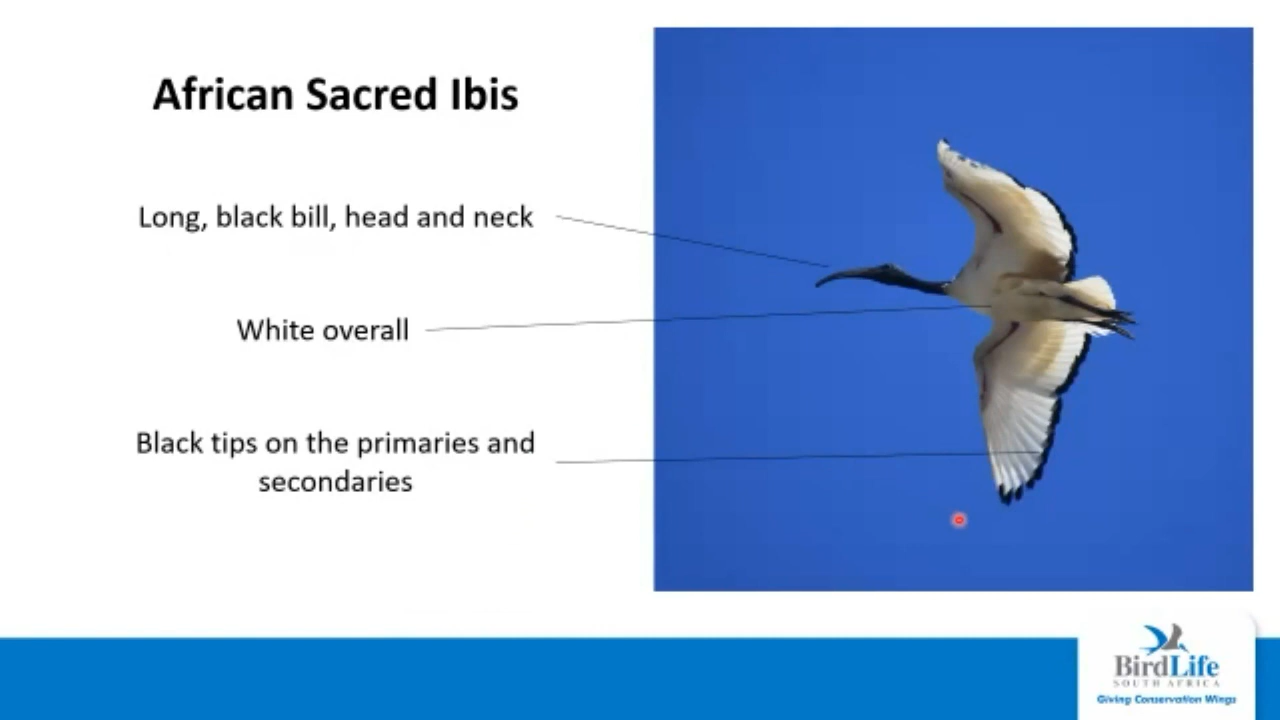 African Sacred Ibis
Long, black bill, head and neck
White overall
Black tips on the primaries and
secondaries
BirdLife
SOUTH AFRICA
Giving Conservation Wings